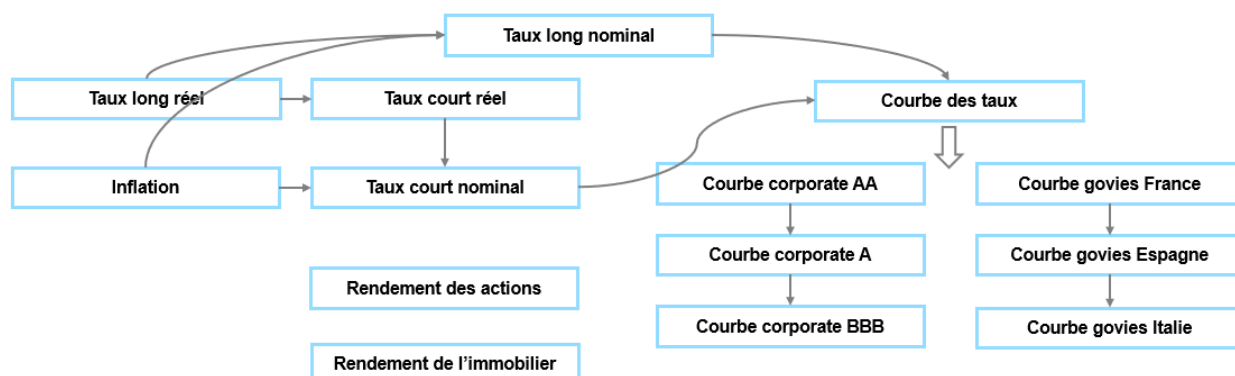 Taux long nominal
Taux long réel
Taux court réel
Courbe des taux
Inflation
Taux court nominal
Courbe corporate AA
Courbe govies France
Courbe corporate A
Courbe govies Espagne
Rendement des actions
Courbe corporate BBB
Courbe govies Italie
Rendement de l’immobilier